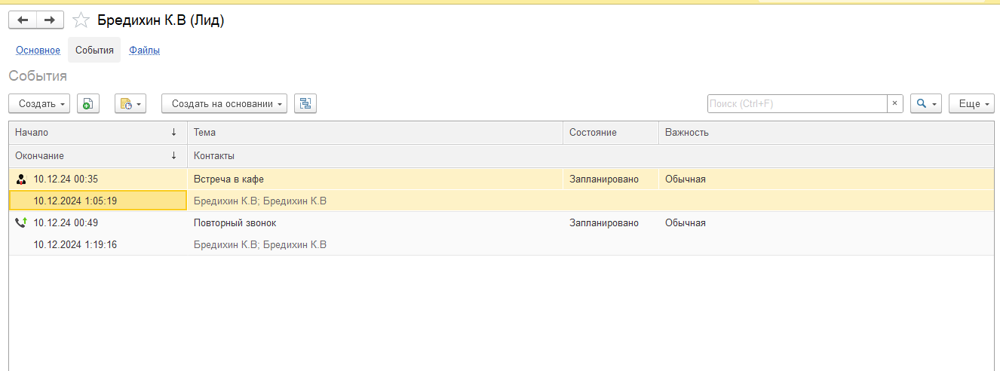 Бредихин К.В (Лид)
Основное События Файлы
События
Создать Создать на основании Поиск (Ctrl+F) × Еще
Начало ↓ Тема Состояние Важность
Окончание ↓ Контакты
10.12.24 00:35 Встреча в кафе Запланировано Обычная
10.12.2024 1:05:19 Бредихин К.В; Бредихин К.В
10.12.24 00:49 Повторный звонок Запланировано Обычная
10.12.2024 1:19:16 Бредихин К.В; Бредихин К.В